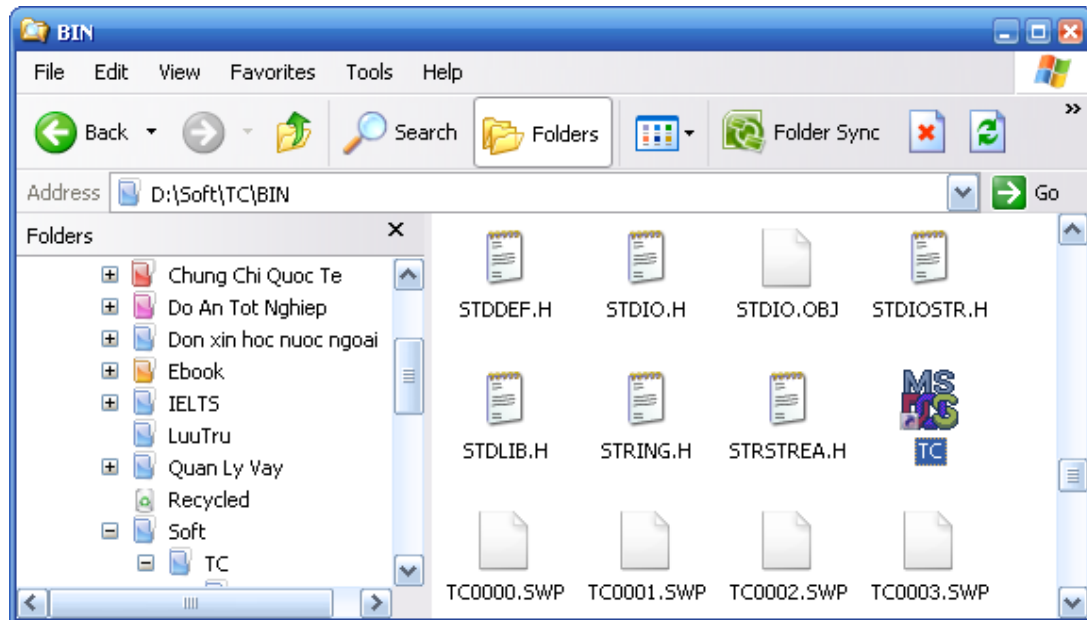 BIN
File Edit View Favorites Tools Help
Back Search Folders Folder Sync »
Address D:\Soft\TC\BIN Go
Folders
Chung Chi Quoc Te
Do An Tot Nghiep
Don xin hoc nuoc ngoai
Ebook
IELTS
LuuTru
Quan Ly Vay
Recycled
Soft
TC
STDDEF.H STDIO.H STDIO.OBJ STDIOSTR.H
MS
DOS
STDLIB.H STRING.H STRSTREA.H TC
TC0000.SWP TC0001.SWP TC0002.SWP TC0003.SWP